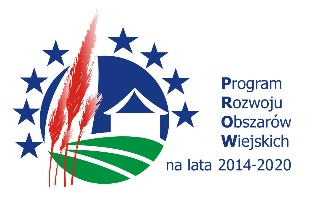 Program
Rozwoju
Obszarów
Wiejskich
na lata 2014-2020